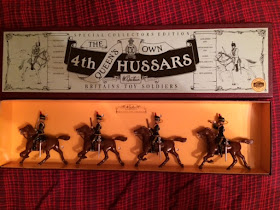 SPECIAL COLLECTORS EDITION
THE QUEEN'S OWN
4th HUSSARS
BRITAINS TOY SOLDIERS